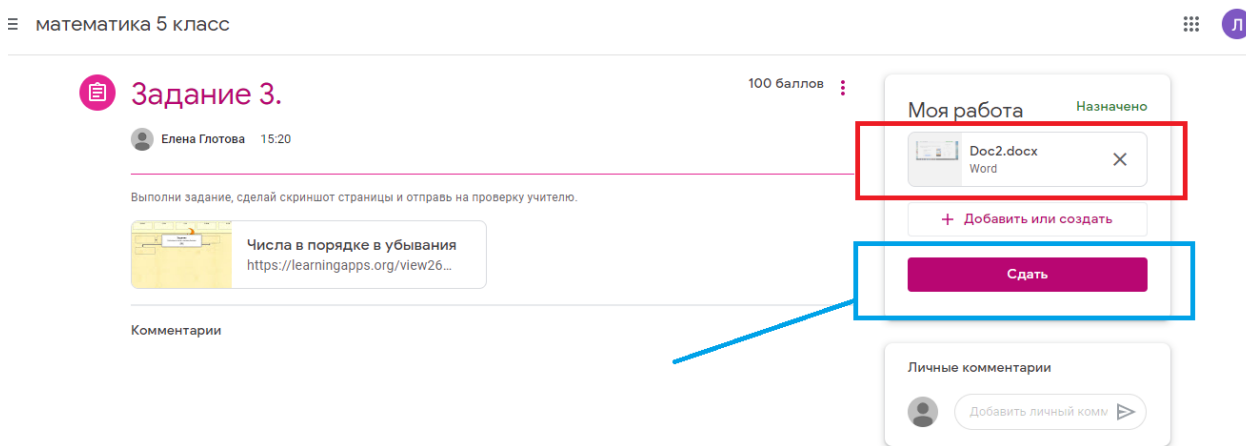 математика 5 класс
Л
Задание 3.
100 баллов
Елена Глотова 15:20
Выполни задание, сделай скриншот страницы и отправь на проверку учителю.
Числа в порядке в убывания
https://learningapps.org/view26...
Комментарии
Моя работа
Назначено
Doc2.docx
Word
+ Добавить или создать
Сдать
Личные комментарии
Добавить личный комм